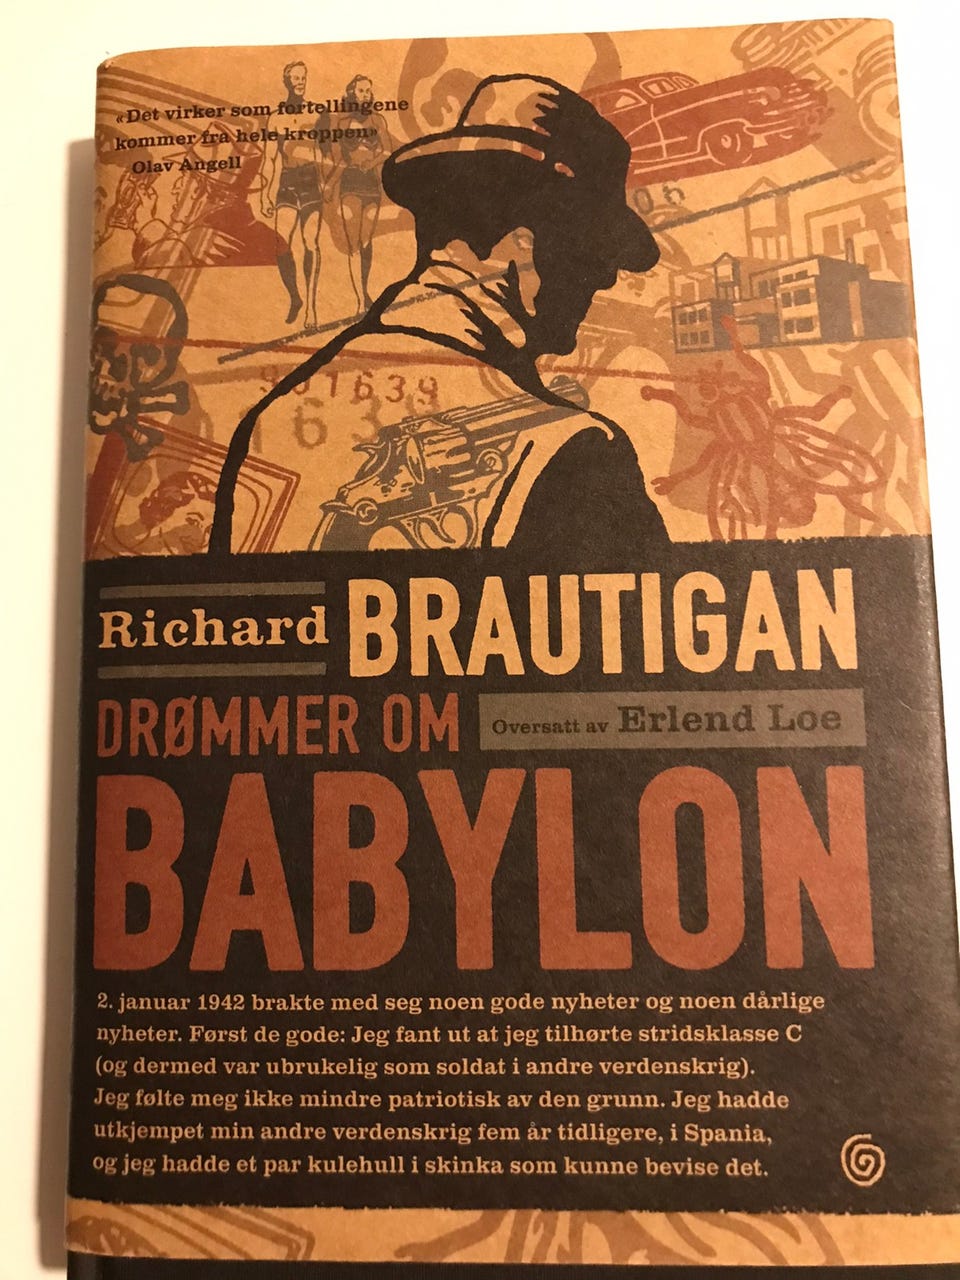 «Det virker som fortellingene
kommer fra hele kroppen»
Olav Angell
901639
163
Richard BRAUTIGAN
DRØMMER OM
Oversatt av Erlend Loe
BABYLON
2. januar 1942 brakte med seg noen gode nyheter og noen dårlige
nyheter. Først de gode: Jeg fant ut at jeg tilhørte stridsklasse C
(og dermed var ubrukelig som soldat i andre verdenskrig).
Jeg følte meg ikke mindre patriotisk av den grunn. Jeg hadde
utkjempet min andre verdenskrig fem år tidligere, i Spania,
og jeg hadde et par kulehull i skinka som kunne bevise det.